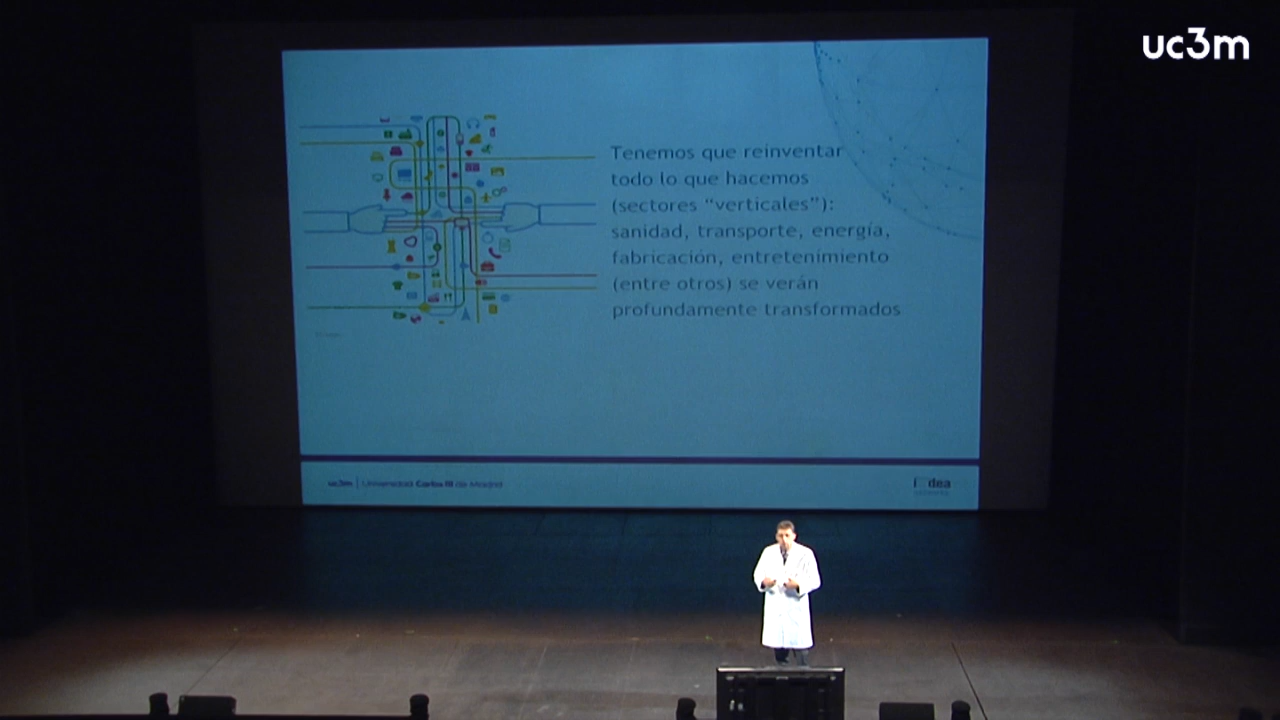 uc3m
Tenemos que reinventar
todo lo que hacemos
(sectores “verticales”):
sanidad, transporte, energía,
fabricación, entretenimiento
(entre otros) se verán
profundamente transformados
uc3m | Universidad Carlos III de Madrid
dea